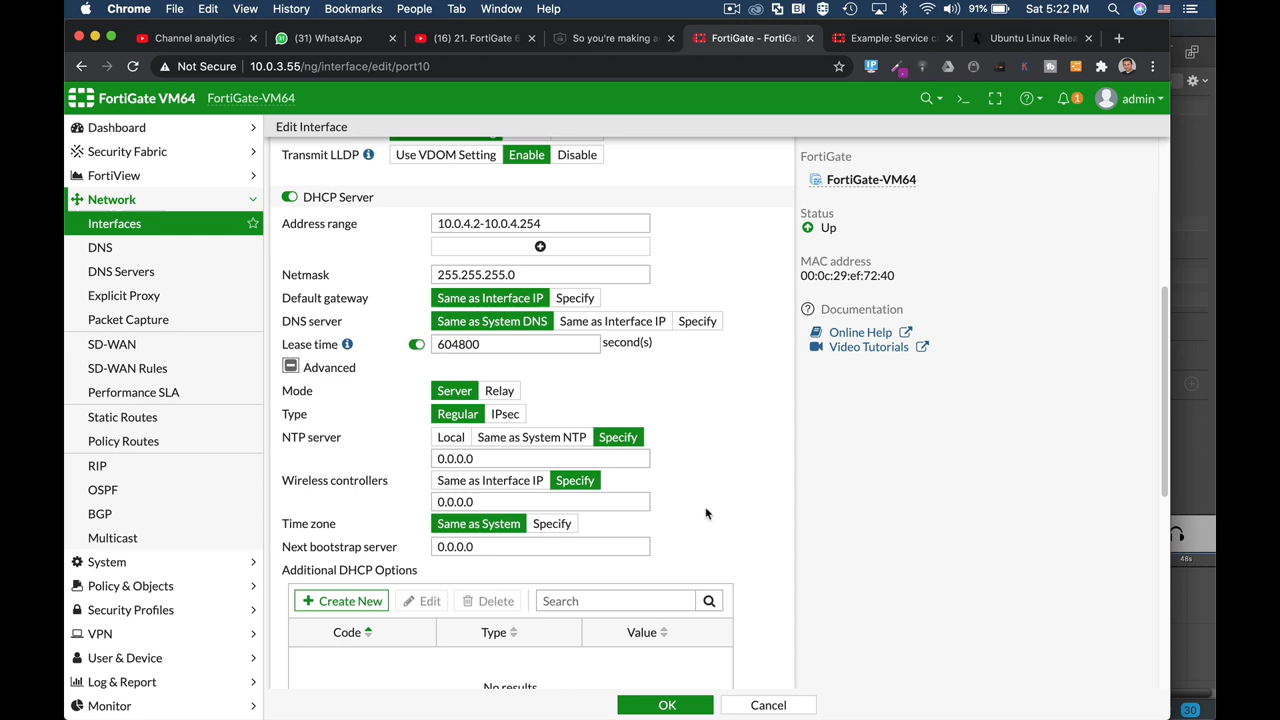 Chrome File Edit View History Bookmarks People Tab Window Help 9% Sat 5:22 PM
Channel analytics - (31) WhatsApp (16) 21. FortiGate 6 So you're making a FortiGate - FortiGa Example: Service c Ubuntu Linux Rele
Not Secure 10.0.3.55/ng/interface/edit/port10
FortiGate VM64 FortiGate-VM64 1 admin
Dashboard
Security Fabric
FortiView
Network
Interfaces
DNS
DNS Servers
Explicit Proxy
Packet Capture
SD-WAN
SD-WAN Rules
Performance SLA
Static Routes
Policy Routes
RIP
OSPF
BGP
Multicast
System
Policy & Objects
Security Profiles
VPN
User & Device
Log & Report
Monitor
Edit Interface
Transmit LLDP Use VDOM Setting Enable Disable
DHCP Server
Address range 10.0.4.2-10.0.4.254
Netmask 255.255.255.0
Default gateway Same as Interface IP Specify
DNS server Same as System DNS Same as Interface IP Specify
Lease time 604800 second(s)
Advanced
Mode Server Relay
Type Regular IPsec
NTP server Local Same as System NTP Specify
0.0.0.0
Wireless controllers Same as Interface IP Specify
0.0.0.0
Time zone Same as System Specify
Next bootstrap server 0.0.0.0
Additional DHCP Options
Create New Edit Delete Search
Code Type Value
No results
OK Cancel
FortiGate
FortiGate-VM64
Status
Up
MAC address
00:0c:29:ef:72:40
Documentation
Online Help
Video Tutorials
48s
30